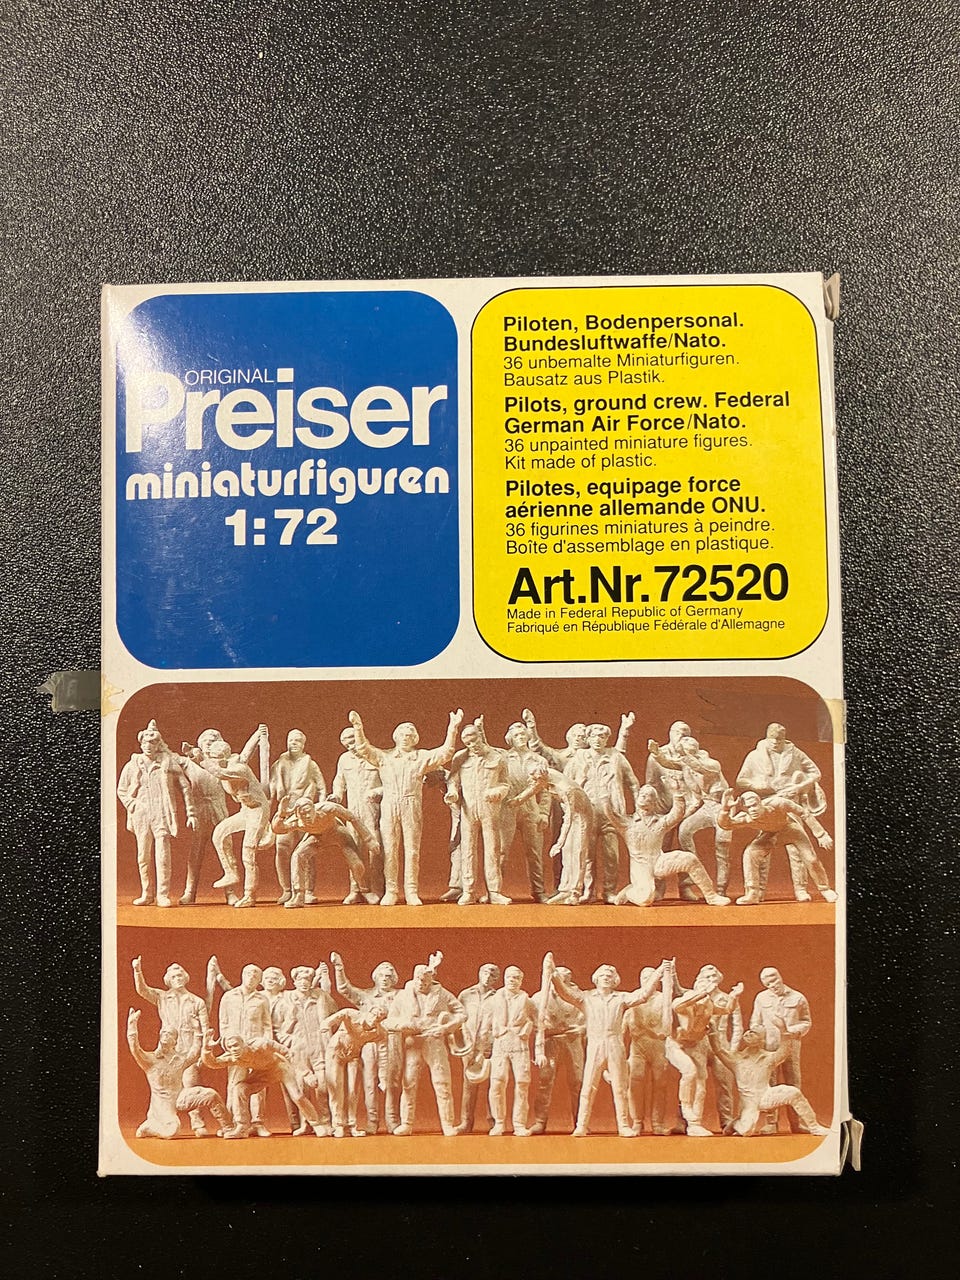 ORIGINAL
Preiser
miniaturfiguren
1:72
Piloten, Bodenpersonal.
Bundesluftwaffe/Nato.
36 unbemalte Miniaturfiguren.
Bausatz aus Plastik.
Pilots, ground crew. Federal
German Air Force/Nato.
36 unpainted miniature figures.
Kit made of plastic.
Pilotes, equipage force
aérienne allemande ONU.
36 figurines miniatures à peindre.
Boîte d'assemblage en plastique.
Art.Nr.72520
Made in Federal Republic of Germany
Fabriqué en République Fédérale d'Allemagne